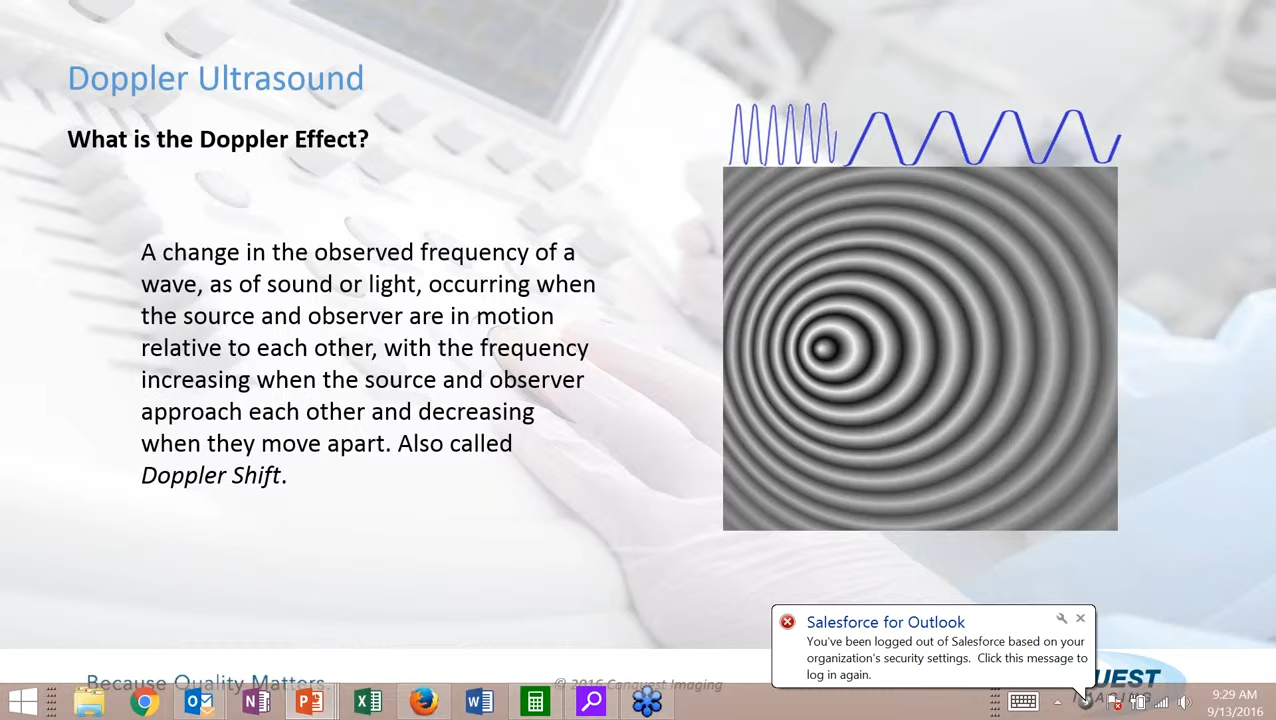 Doppler Ultrasound
What is the Doppler Effect?
A change in the observed frequency of a
wave, as of sound or light, occurring when
the source and observer are in motion
relative to each other, with the frequency
increasing when the source and observer
approach each other and decreasing
when they move apart. Also called
Doppler Shift.
Salesforce for Outlook
You've been logged out of Salesforce based on your
organization's security settings. Click this message to
log in again.
Because Quality Matters.
© 2016 Conquest Imaging
UEST
9:29 AM
9/13/2016